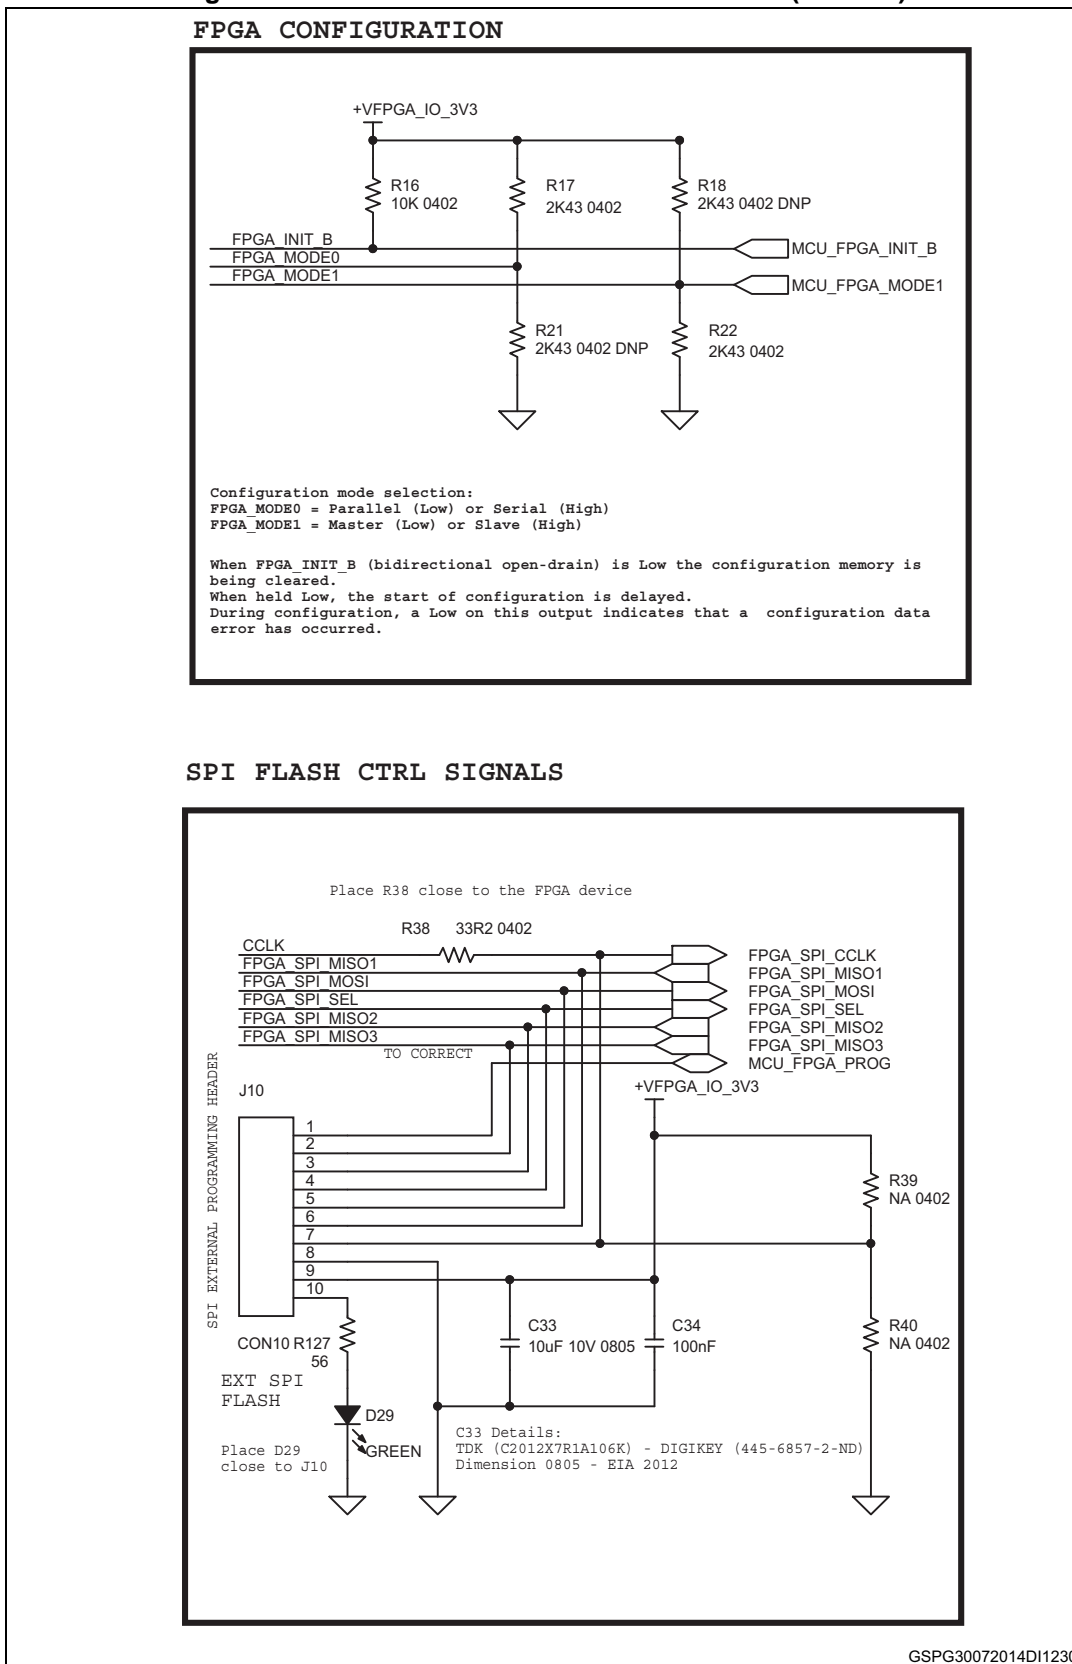 FPGA CONFIGURATION
+VFPGA_IO_3V3
R16
10K 0402
R17
2K43 0402
R18
2K43 0402 DNP
FPGA_INIT_B
FPGA_MODE0
FPGA_MODE1
MCU_FPGA_INIT_B
MCU_FPGA_MODE1
R21
2K43 0402 DNP
R22
2K43 0402
Configuration mode selection:
FPGA_MODE0 = Parallel (Low) or Serial (High)
FPGA_MODE1 = Master (Low) or Slave (High)
When FPGA_INIT_B (bidirectional open-drain) is Low the configuration memory is
being cleared.
When held Low, the start of configuration is delayed.
During configuration, a Low on this output indicates that a configuration data
error has occurred.
SPI FLASH CTRL SIGNALS
Place R38 close to the FPGA device
R38 33R2 0402
CCLK
FPGA_SPI_MISO1
FPGA_SPI_MOSI
FPGA_SPI_SEL
FPGA_SPI_MISO2
FPGA_SPI_MISO3
TO CORRECT
FPGA_SPI_CCLK
FPGA_SPI_MISO1
FPGA_SPI_MOSI
FPGA_SPI_SEL
FPGA_SPI_MISO2
FPGA_SPI_MISO3
MCU_FPGA_PROG
+VFPGA_IO_3V3
SPI EXTERNAL PROGRAMMING HEADER
J10
1
2
3
4
5
6
7
8
9
10
R39
NA 0402
R40
NA 0402
C33
10uF 10V 0805
C34
100nF
CON10
R127
56
EXT SPI
FLASH
D29
GREEN
Place D29
close to J10
C33 Details:
TDK (C2012X7R1A106K) - DIGIKEY (445-6857-2-ND)
Dimension 0805 - EIA 2012
GSPG30072014DI1230